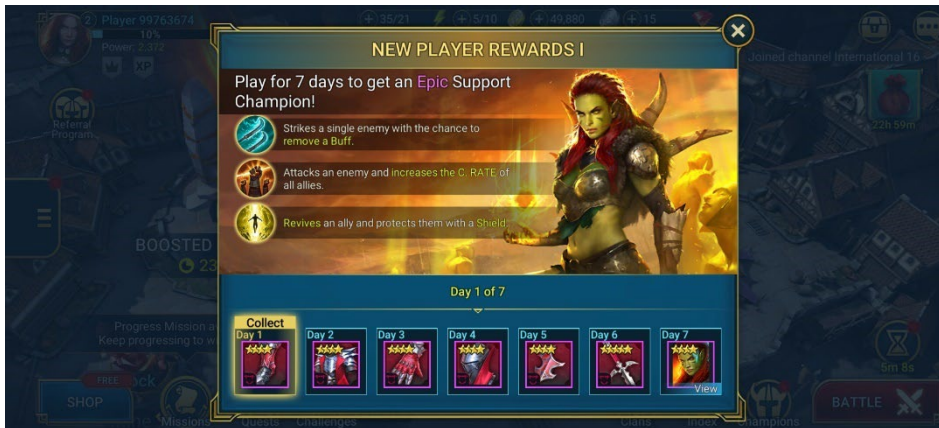 Player 99763674
10%
Power: 2,372
XP
35/21
5/10
49,880
15
NEW PLAYER REWARDS I
Joined channel International 16
Play for 7 days to get an Epic Support
Champion!
Strikes a single enemy with the chance to
remove a Buff.
Attacks an enemy and increases the C. RATE of
all allies.
Revives an ally and protects them with a Shield.
Referral
Program
22h 59m
BOOSTED
23
Day 1 of 7
Collect
Day 1
Day 2
Day 3
Day 4
Day 5
Day 6
Day 7
View
Progress Mission
Keep progressing to
5m 8s
FREE
SHOP
Missions
Quests
Challenges
Clans
Index
Champions
BATTLE